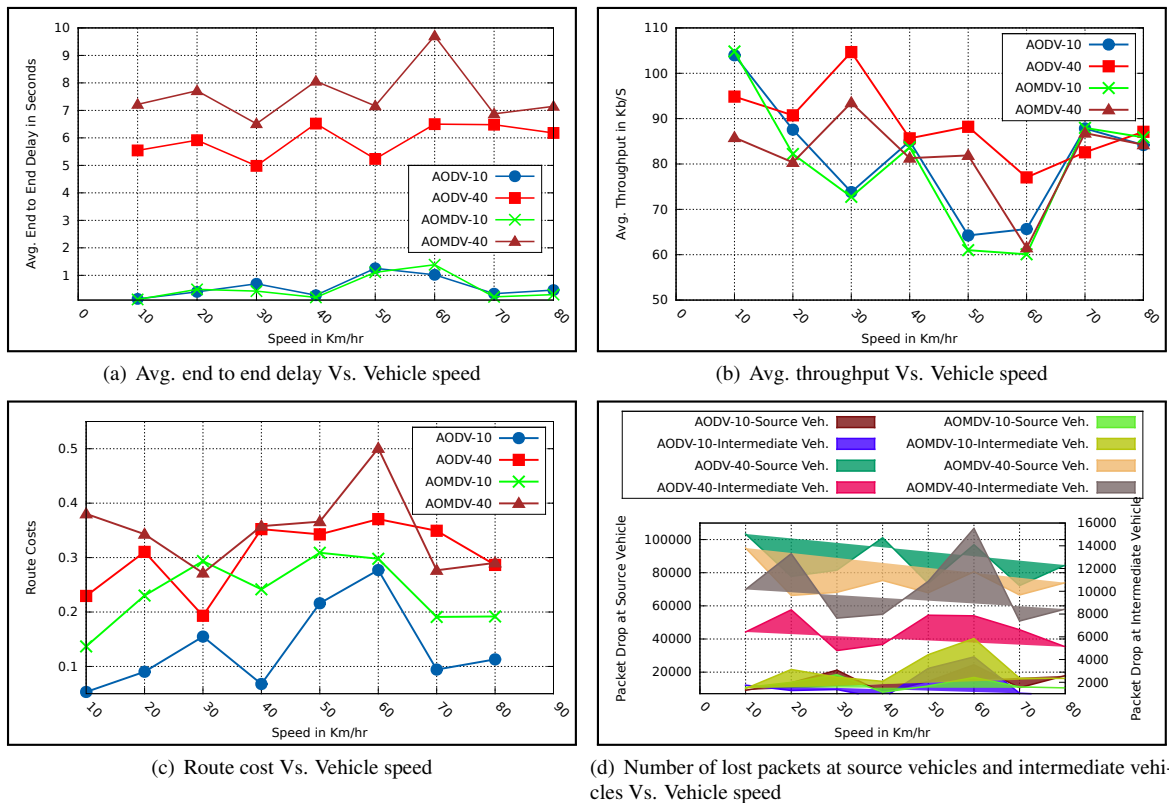 10
9
8
7
6
5
4
3
2
1
Avg. End to End Delay in Seconds
AODV-10
AODV-40
AOMDV-10
AOMDV-40
0 10 20 30 40 50 60 70 80
Speed in Km/hr
(a) Avg. end to end delay Vs. Vehicle speed
110
100
90
80
70
60
50
Avg. Throughput in Kb/S
AODV-10
AODV-40
AOMDV-10
AOMDV-40
0 10 20 30 40 50 60 70 80
Speed in Km/hr
(b) Avg. throughput Vs. Vehicle speed
0.5
0.4
0.3
0.2
0.1
Route Costs
AODV-10
AODV-40
AOMDV-10
AOMDV-40
10 20 30 40 50 60 70 80 90
Speed in Km/hr
(c) Route cost Vs. Vehicle speed
AODV-10-Source Veh. AOMDV-10-Source Veh.
AODV-10-Intermediate Veh. AOMDV-10-Intermediate Veh.
AODV-40-Source Veh. AOMDV-40-Source Veh.
AODV-40-Intermediate Veh. AOMDV-40-Intermediate Veh.
100000
80000
60000
40000
20000
Packet Drop at Source Vehicle
16000
14000
12000
10000
8000
6000
4000
2000
Packet Drop at Intermediate Vehicle
0 10 20 30 40 50 60 70 80
Speed in Km/hr
(d) Number of lost packets at source vehicles and intermediate vehi-
cles Vs. Vehicle speed